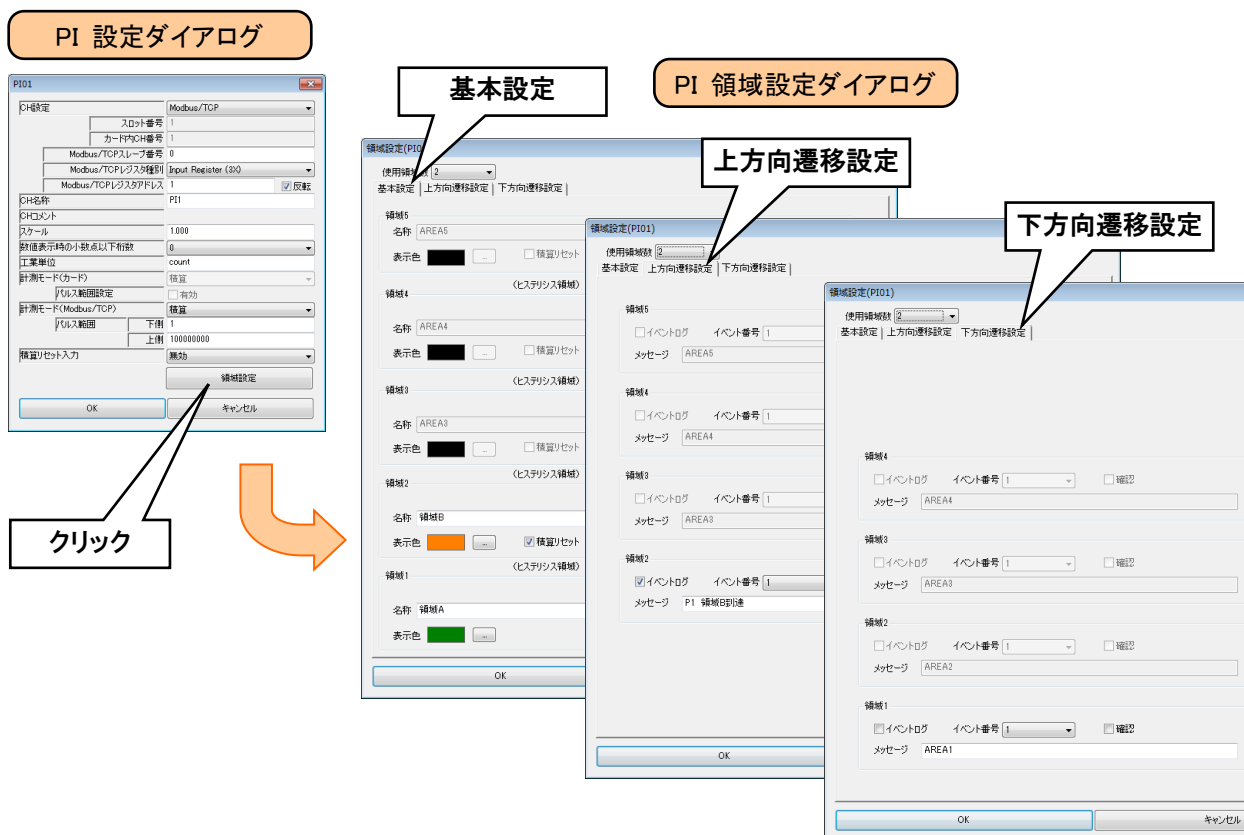 PI 設定ダイアログ
PI01
CH設定 Modbus/TCP
スロット番号 1
カード内CH番号 1
Modbus/TCPスレーブ番号 0
Modbus/TCPレジスタ種別 Input Register (3X)
Modbus/TCPレジスタアドレス 1 反転
CH名称 PI1
CHコメント
スケール 1.000
数値表示時の小数点以下桁数 0
工業単位 count
計測モード(カード) 積算
パルス範囲設定 有効
計測モード(Modbus/TCP) 積算
パルス範囲 下側 1
上側 100000000
積算リセット入力 無効
領域設定
OK キャンセル
クリック
基本設定
PI 領域設定ダイアログ
領域設定(PI0
使用領域数 2
基本設定 上方向遷移設定 下方向遷移設定
領域5
名称 AREA5
表示色 ... 積算リセット
(ヒステリシス領域)
領域4
名称 AREA4
表示色 ... 積算リセット
(ヒステリシス領域)
領域3
名称 AREA3
表示色 ... 積算リセット
(ヒステリシス領域)
領域2
名称 領域B
表示色 ... 積算リセット
(ヒステリシス領域)
領域1
名称 領域A
表示色 ...
OK
上方向遷移設定
領域設定(PI01)
使用領域数 2
基本設定 上方向遷移設定 下方向遷移設定
領域5
イベントログ イベント番号 1
メッセージ AREA5
領域4
イベントログ イベント番号 1
メッセージ AREA4
領域3
イベントログ イベント番号 1
メッセージ AREA3
領域2
イベントログ イベント番号 1
メッセージ P1 領域B到達
OK
下方向遷移設定
領域設定(PI01)
使用領域数 2
基本設定 上方向遷移設定 下方向遷移設定
領域4
イベントログ イベント番号 1 確認
メッセージ AREA4
領域3
イベントログ イベント番号 1 確認
メッセージ AREA3
領域2
イベントログ イベント番号 1 確認
メッセージ AREA2
領域1
イベントログ イベント番号 1 確認
メッセージ AREA1
OK キャンセル